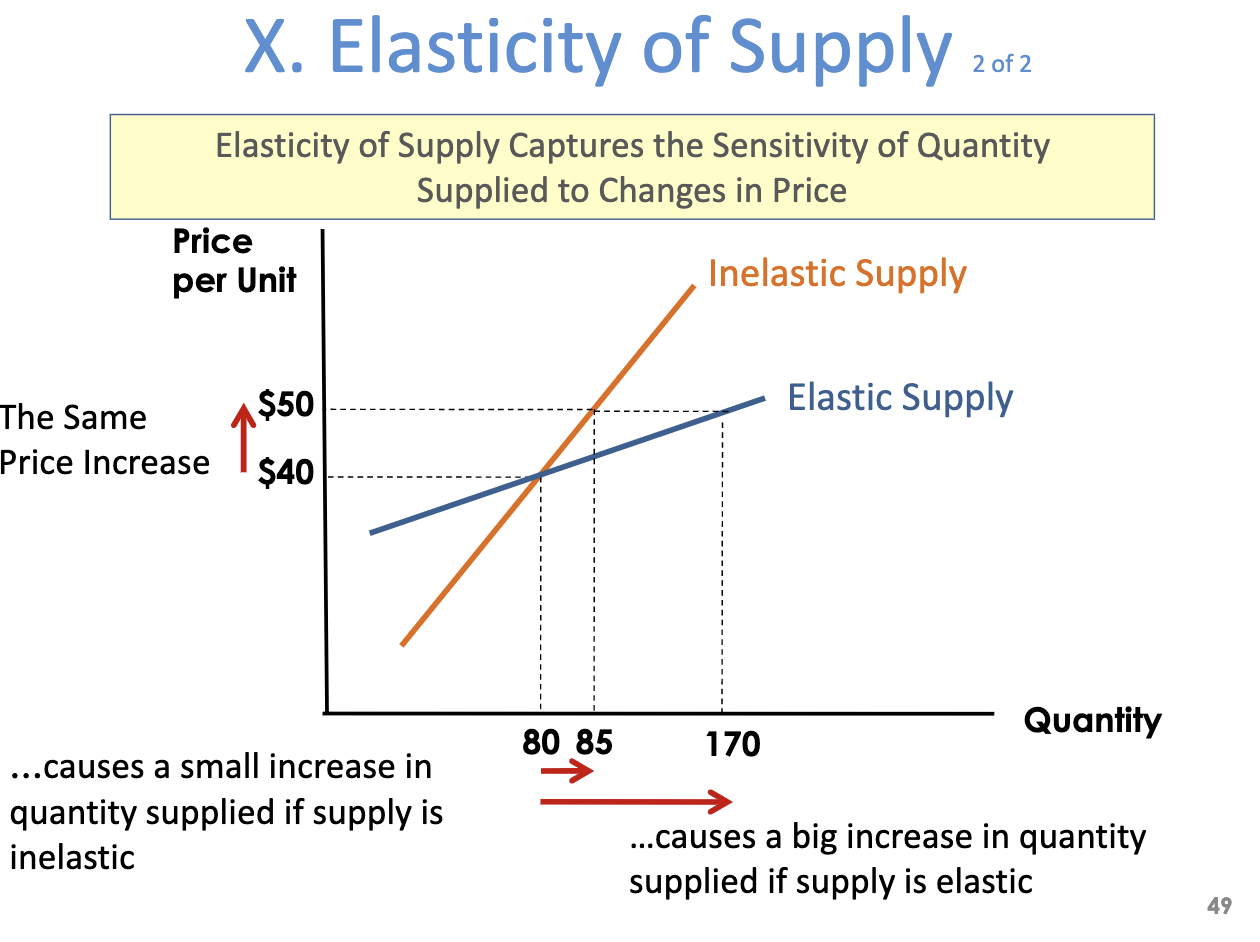 X. Elasticity of Supply 2 of 2
Elasticity of Supply Captures the Sensitivity of Quantity
Supplied to Changes in Price
Price
per Unit
Inelastic Supply
Elastic Supply
The Same
Price Increase
$50
$40
80 85 170
Quantity
...causes a small increase in
quantity supplied if supply is
inelastic
...causes a big increase in quantity
supplied if supply is elastic
49